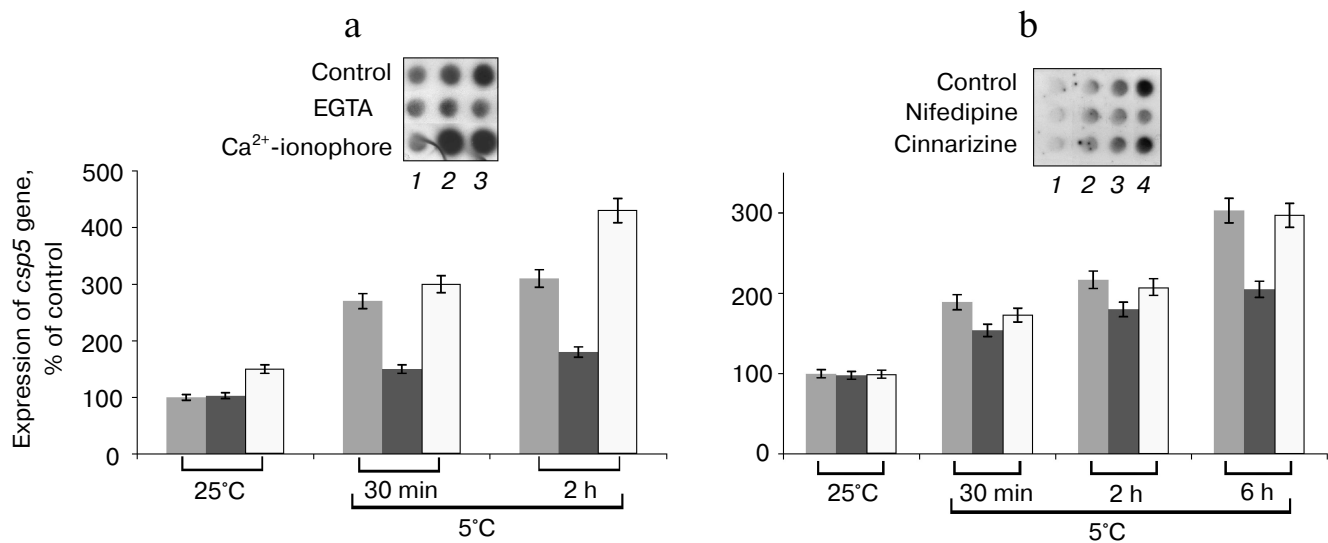 a
Control
EGTA
Ca²⁺-ionophore
1 2 3
Expression of csp5 gene,
% of control
500
400
300
200
100
0
25°C
30 min
2 h
5°C
b
Control
Nifedipine
Cinnarizine
1 2 3 4
300
200
100
0
25°C
30 min
2 h
6 h
5°C